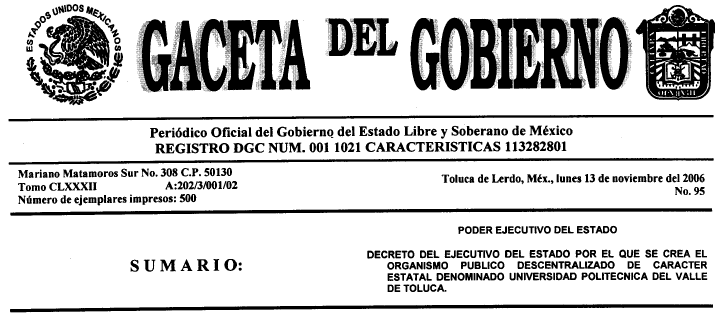 ESTADOS UNIDOS MEXICANOS
GACETA DEL GOBIERNO
Periódico Oficial del Gobierno del Estado Libre y Soberano de México
REGISTRO DGC NUM. 001 1021 CARACTERISTICAS 113282801
Mariano Matamoros Sur No. 308 C.P. 50130
Tomo CLXXXII A:202/3/001/02
Número de ejemplares impresos: 500
Toluca de Lerdo, Méx., lunes 13 de noviembre del 2006
No. 95
SUMARIO:
PODER EJECUTIVO DEL ESTADO
DECRETO DEL EJECUTIVO DEL ESTADO POR EL QUE SE CREA EL
ORGANISMO PUBLICO DESCENTRALIZADO DE CARACTER
ESTATAL DENOMINADO UNIVERSIDAD POLITECNICA DEL VALLE
DE TOLUCA.